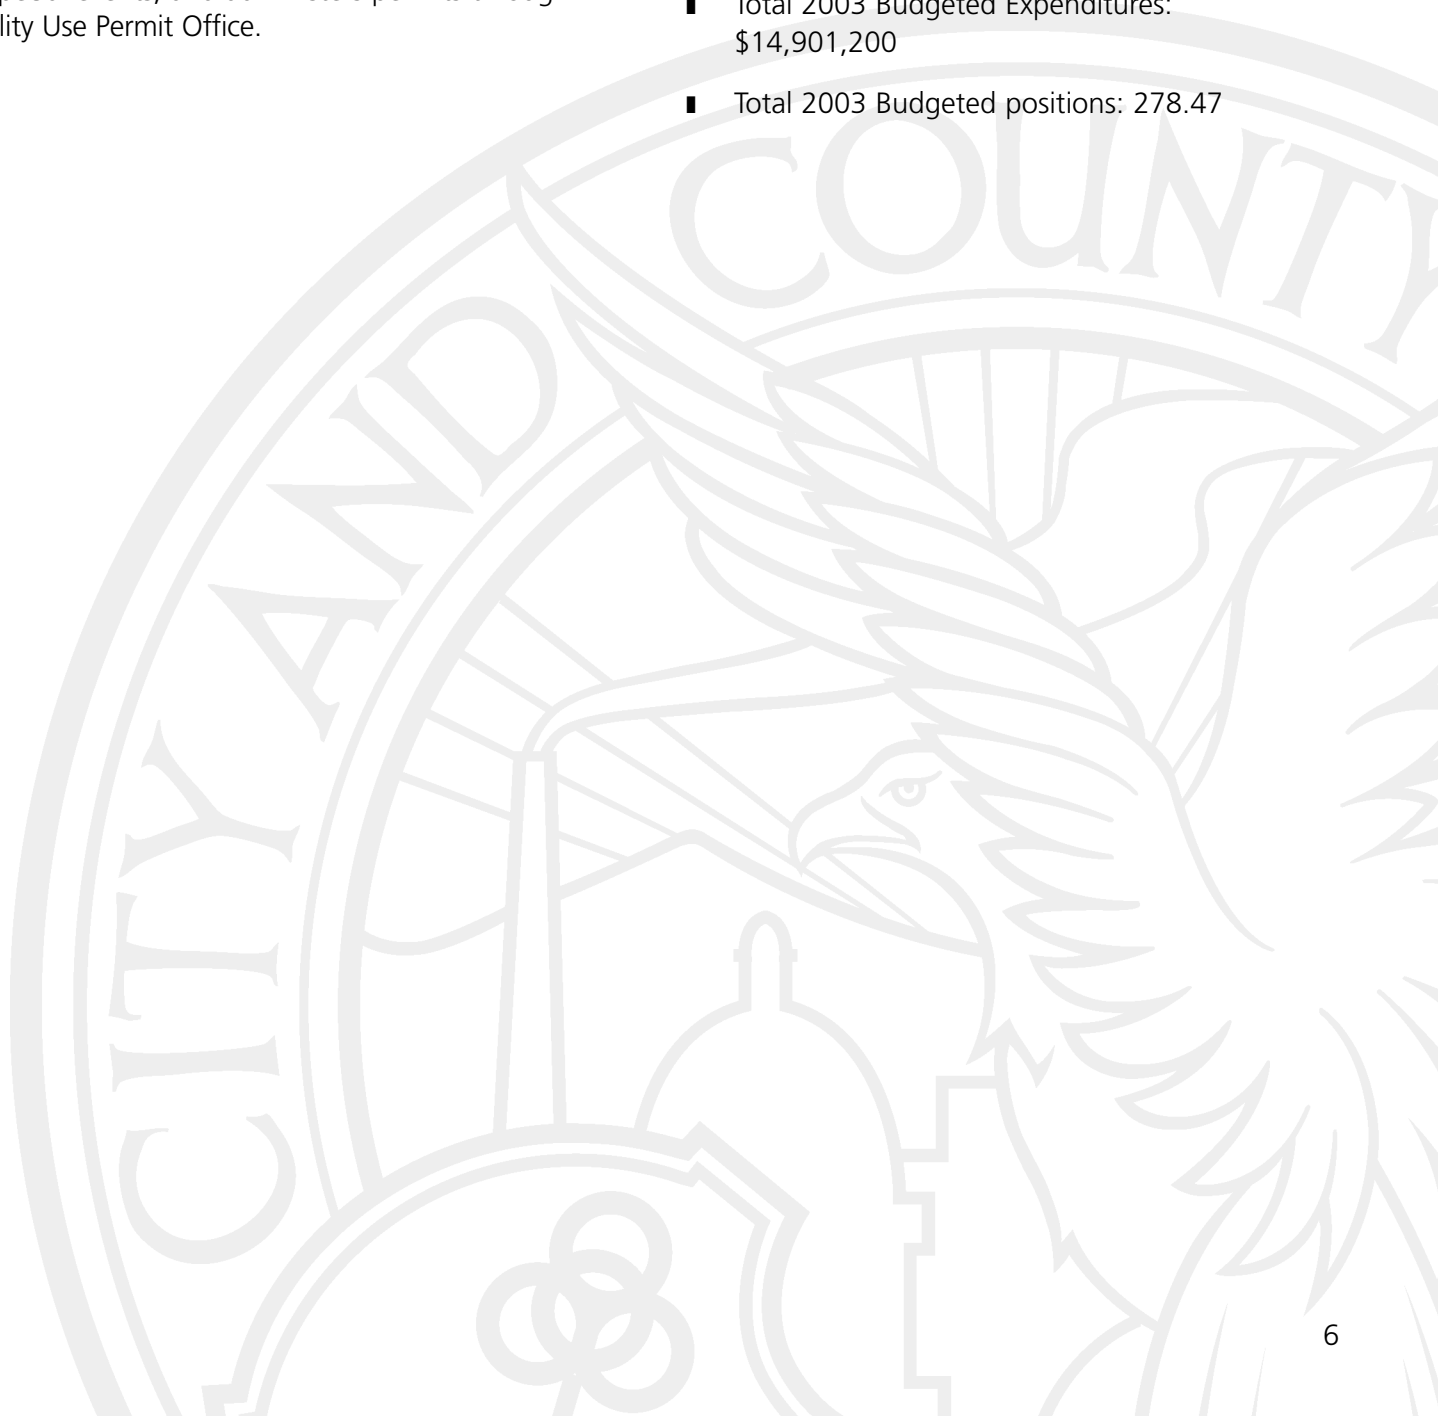 lity Use Permit Office.
Total 2003 Budgeted Expenditures:
$14,901,200
Total 2003 Budgeted positions: 278.47
CITY AND COUNTY
6